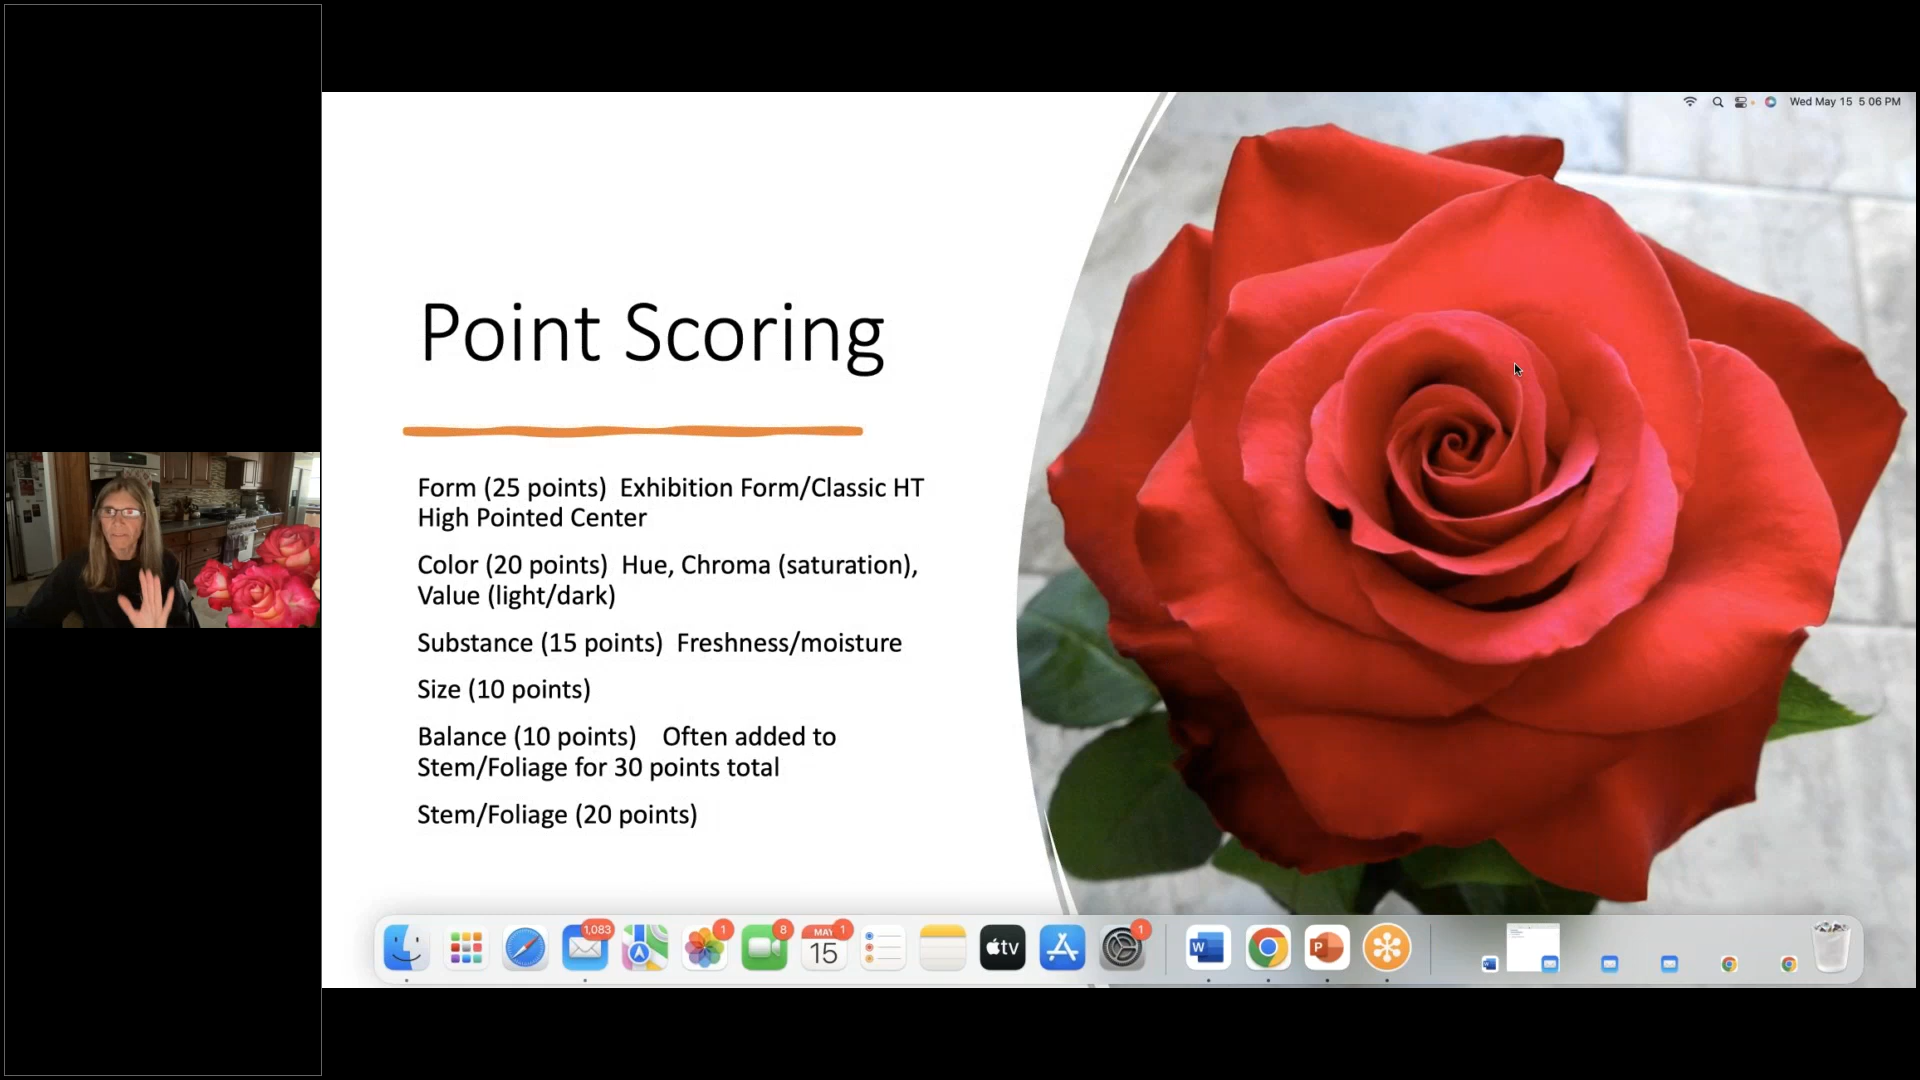 Wed May 15 5 06 PM
Point Scoring
Form (25 points) Exhibition Form/Classic HT
High Pointed Center
Color (20 points) Hue, Chroma (saturation),
Value (light/dark)
Substance (15 points) Freshness/moisture
Size (10 points)
Balance (10 points) Often added to
Stem/Foliage for 30 points total
Stem/Foliage (20 points)
1,083
1
8
MAY 1
15
tv
1
W
P